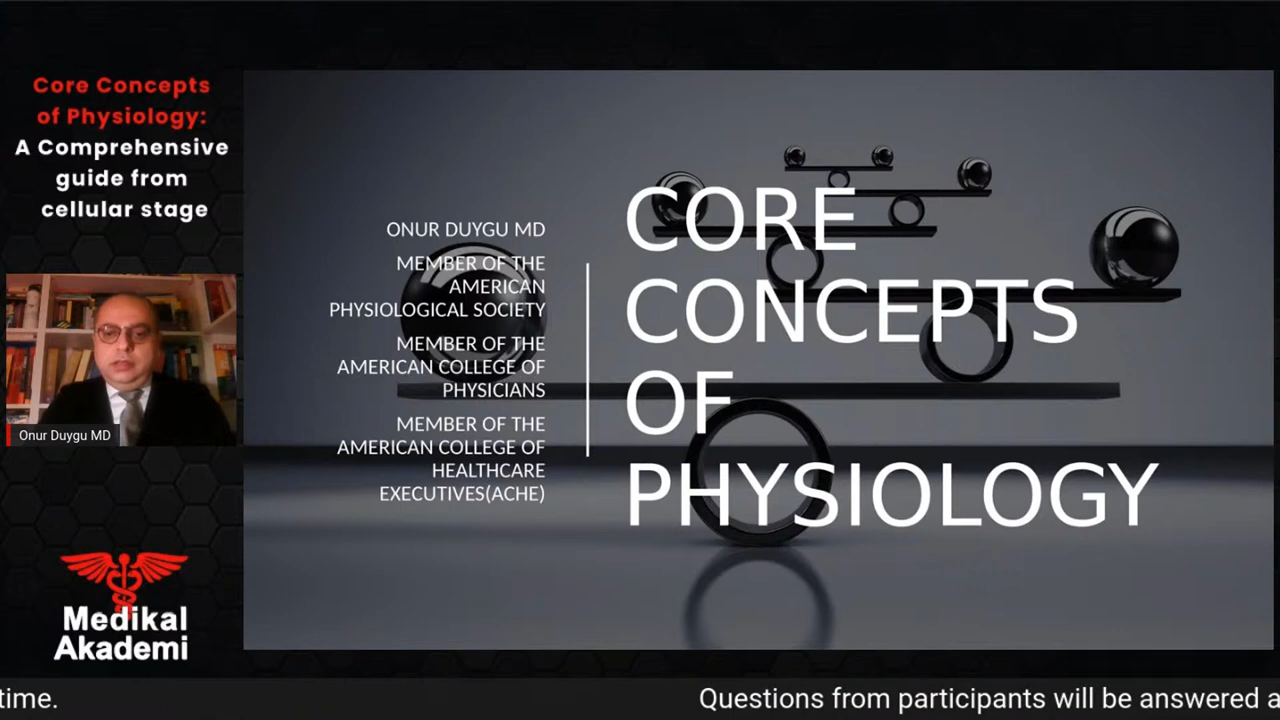 Core Concepts
of Physiology:
A Comprehensive
guide from
cellular stage
Onur Duygu MD
Medikal
Akademi
ONUR DUYGU MD
MEMBER OF THE
AMERICAN
PHYSIOLOGICAL SOCIETY
MEMBER OF THE
AMERICAN COLLEGE OF
PHYSICIANS
MEMBER OF THE
AMERICAN COLLEGE OF
HEALTHCARE
EXECUTIVES(ACHE)
CORE
CONCEPTS
OF
PHYSIOLOGY
time.
Questions from participants will be answered a